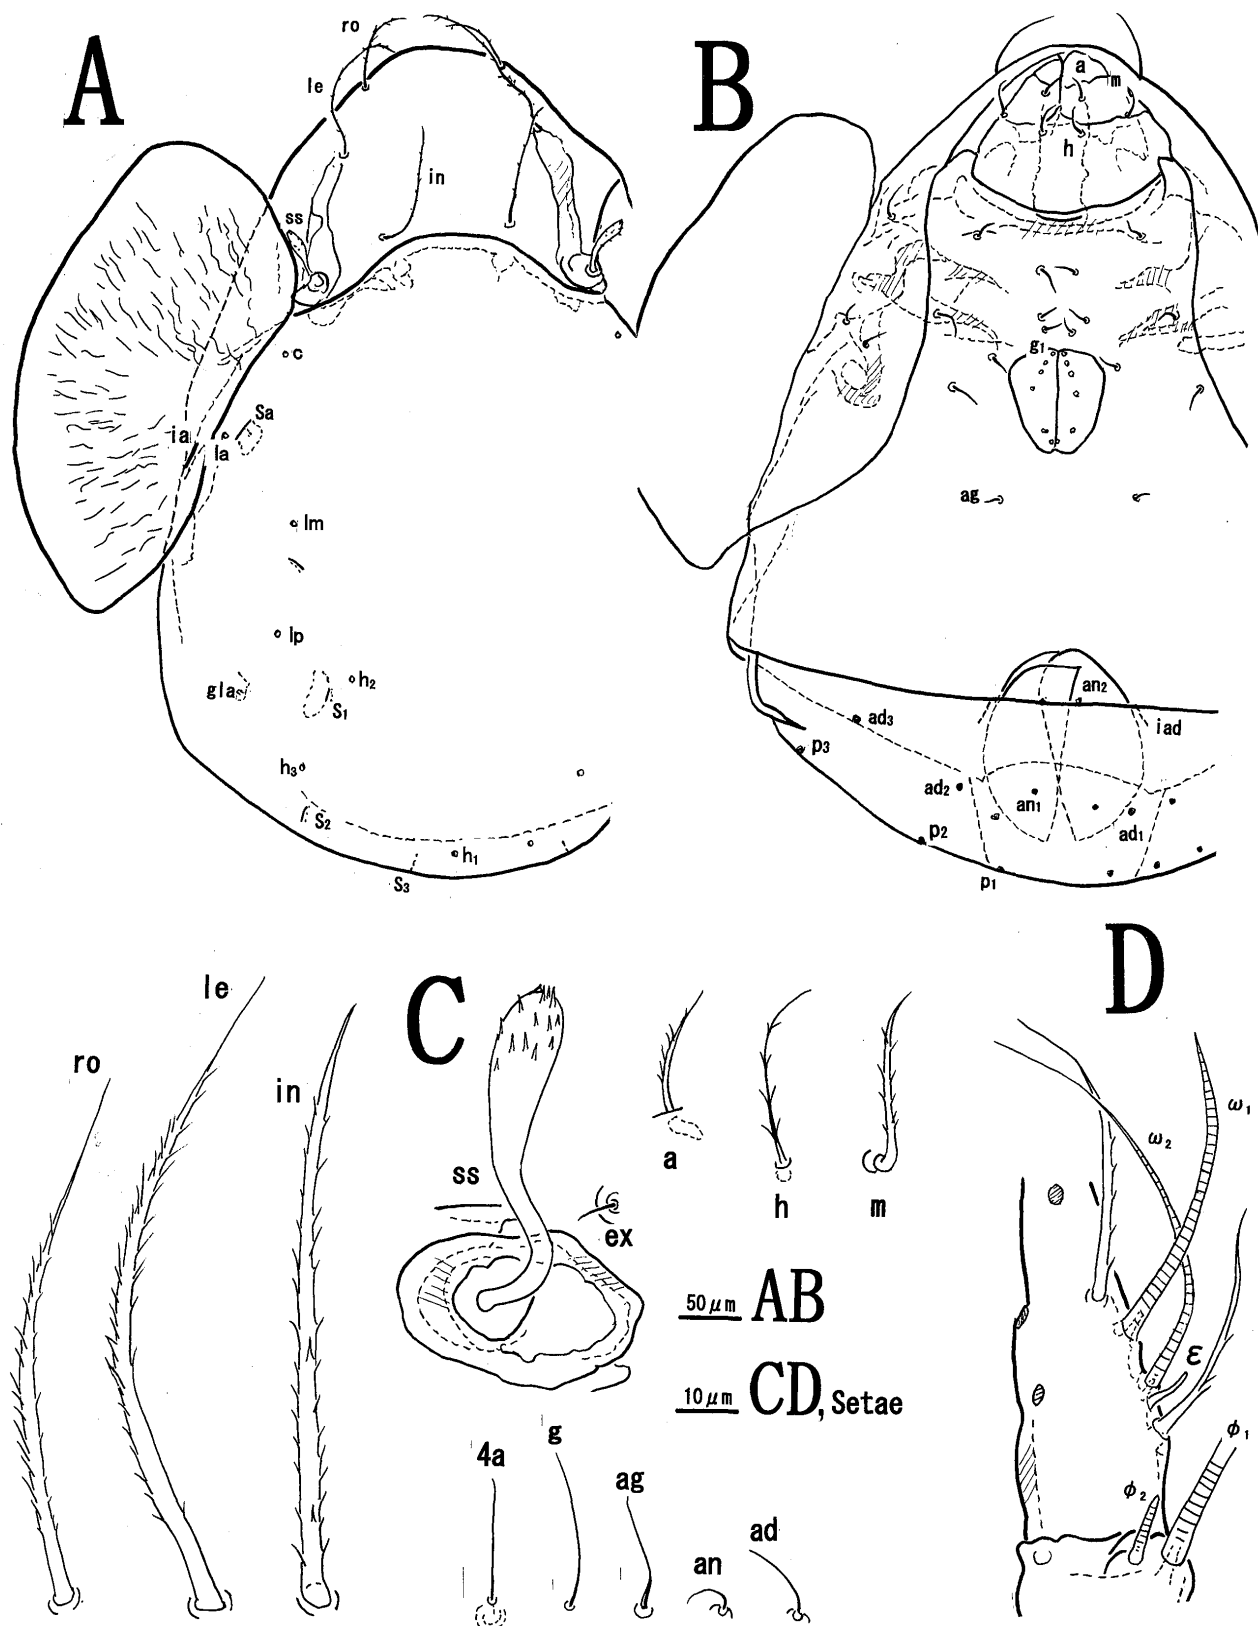 A
ro
le
in
ss
c
Sa
ia
la
lm
lp
gla
h₂
S₁
h₃
S₂
h₁
S₃
B
a
m
h
g₁
ag
an₂
iad
ad₃
p₃
ad₂
an₁
ad₁
p₂
p₁
C
le
ro
in
ss
ex
a
h
m
50μm AB
10μm CD, Setae
4a
g
ag
an
ad
D
ω₁
ω₂
ε
φ₁
φ₂